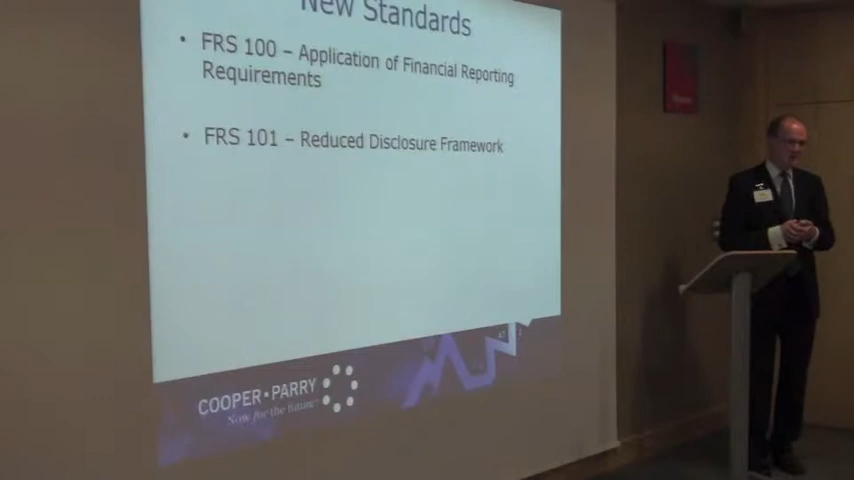 New Standards
• FRS 100 – Application of Financial Reporting
Requirements
• FRS 101 – Reduced Disclosure Framework
COOPER•PARRY
Now for the future